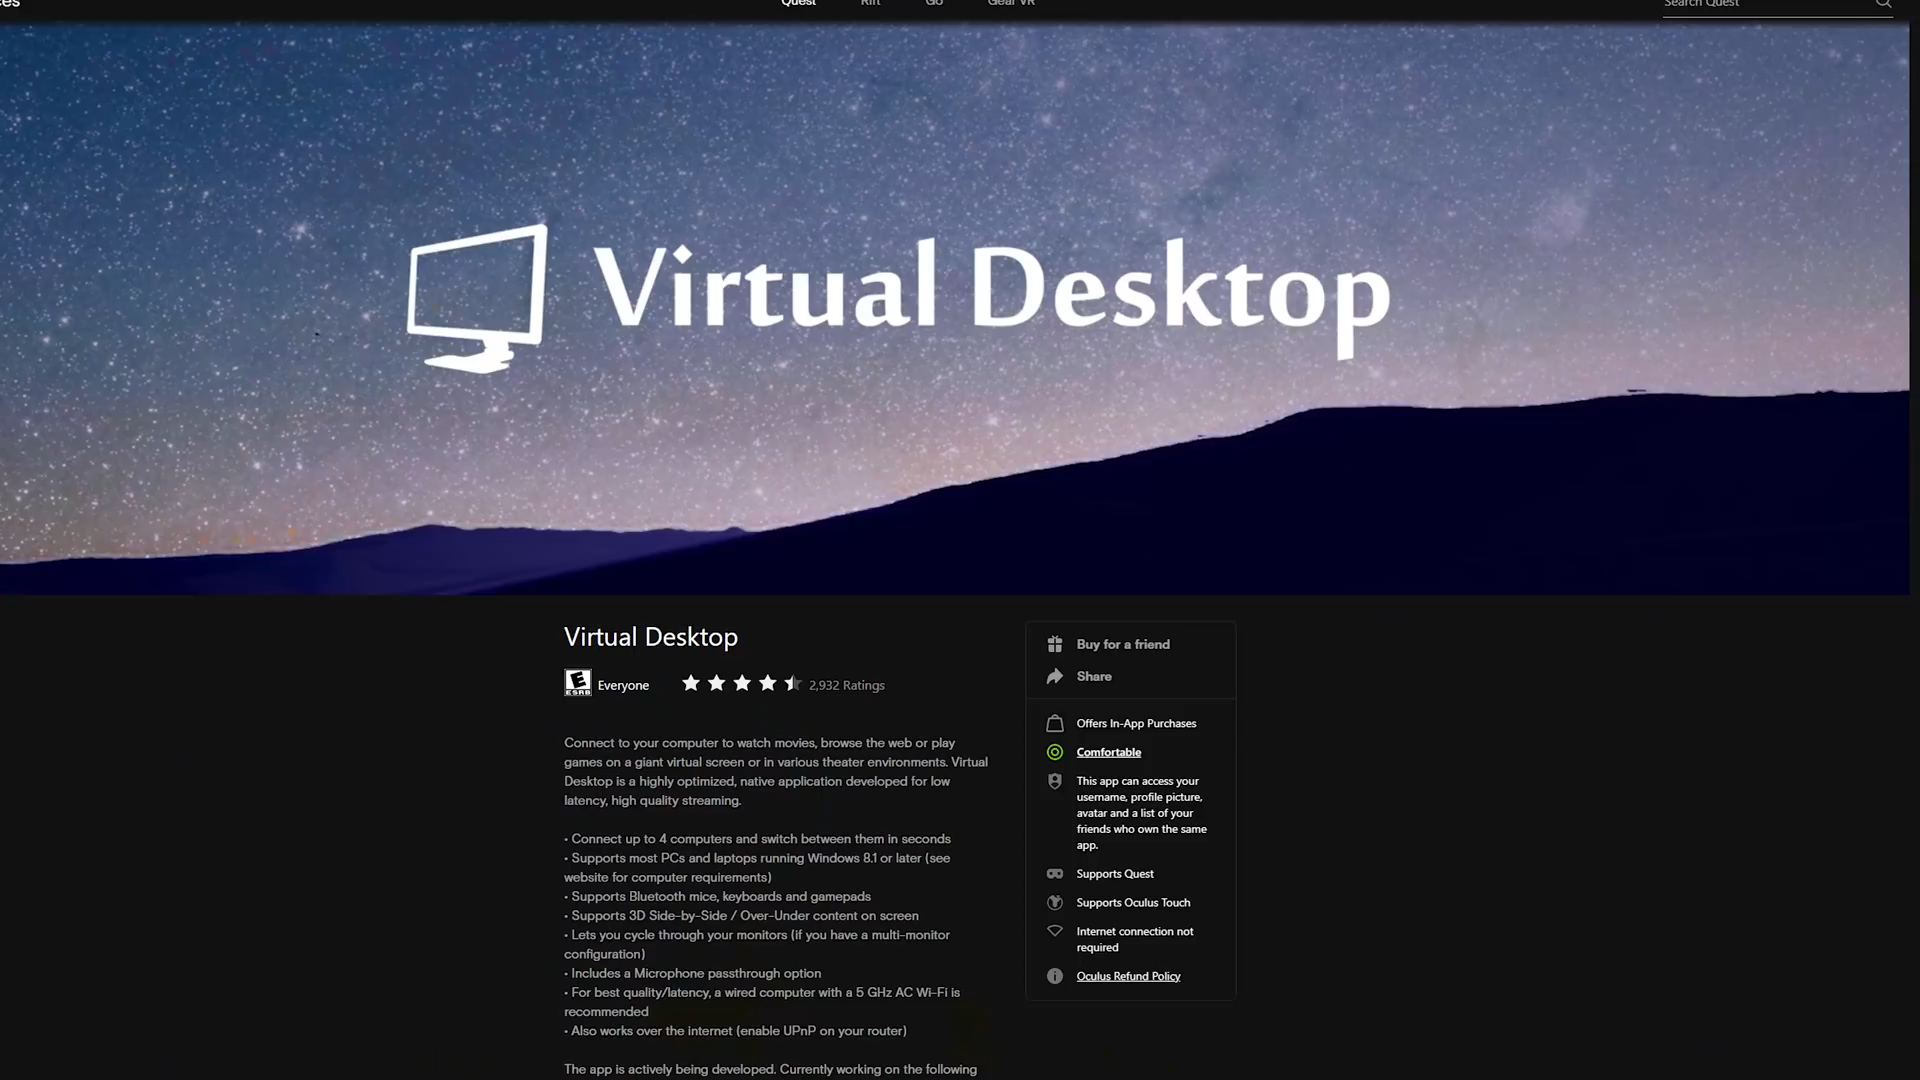 Quest Rift Go Gear VR Search Quest
Virtual Desktop
Virtual Desktop
E
ESRB
Everyone
2,932 Ratings
Connect to your computer to watch movies, browse the web or play
games on a giant virtual screen or in various theater environments. Virtual
Desktop is a highly optimized, native application developed for low
latency, high quality streaming.
• Connect up to 4 computers and switch between them in seconds
• Supports most PCs and laptops running Windows 8.1 or later (see
website for computer requirements)
• Supports Bluetooth mice, keyboards and gamepads
• Supports 3D Side-by-Side / Over-Under content on screen
• Lets you cycle through your monitors (if you have a multi-monitor
configuration)
• Includes a Microphone passthrough option
• For best quality/latency, a wired computer with a 5 GHz AC Wi-Fi is
recommended
• Also works over the internet (enable UPnP on your router)
The app is actively being developed. Currently working on the following
Buy for a friend
Share
Offers In-App Purchases
Comfortable
This app can access your
username, profile picture,
avatar and a list of your
friends who own the same
app.
Supports Quest
Supports Oculus Touch
Internet connection not
required
Oculus Refund Policy